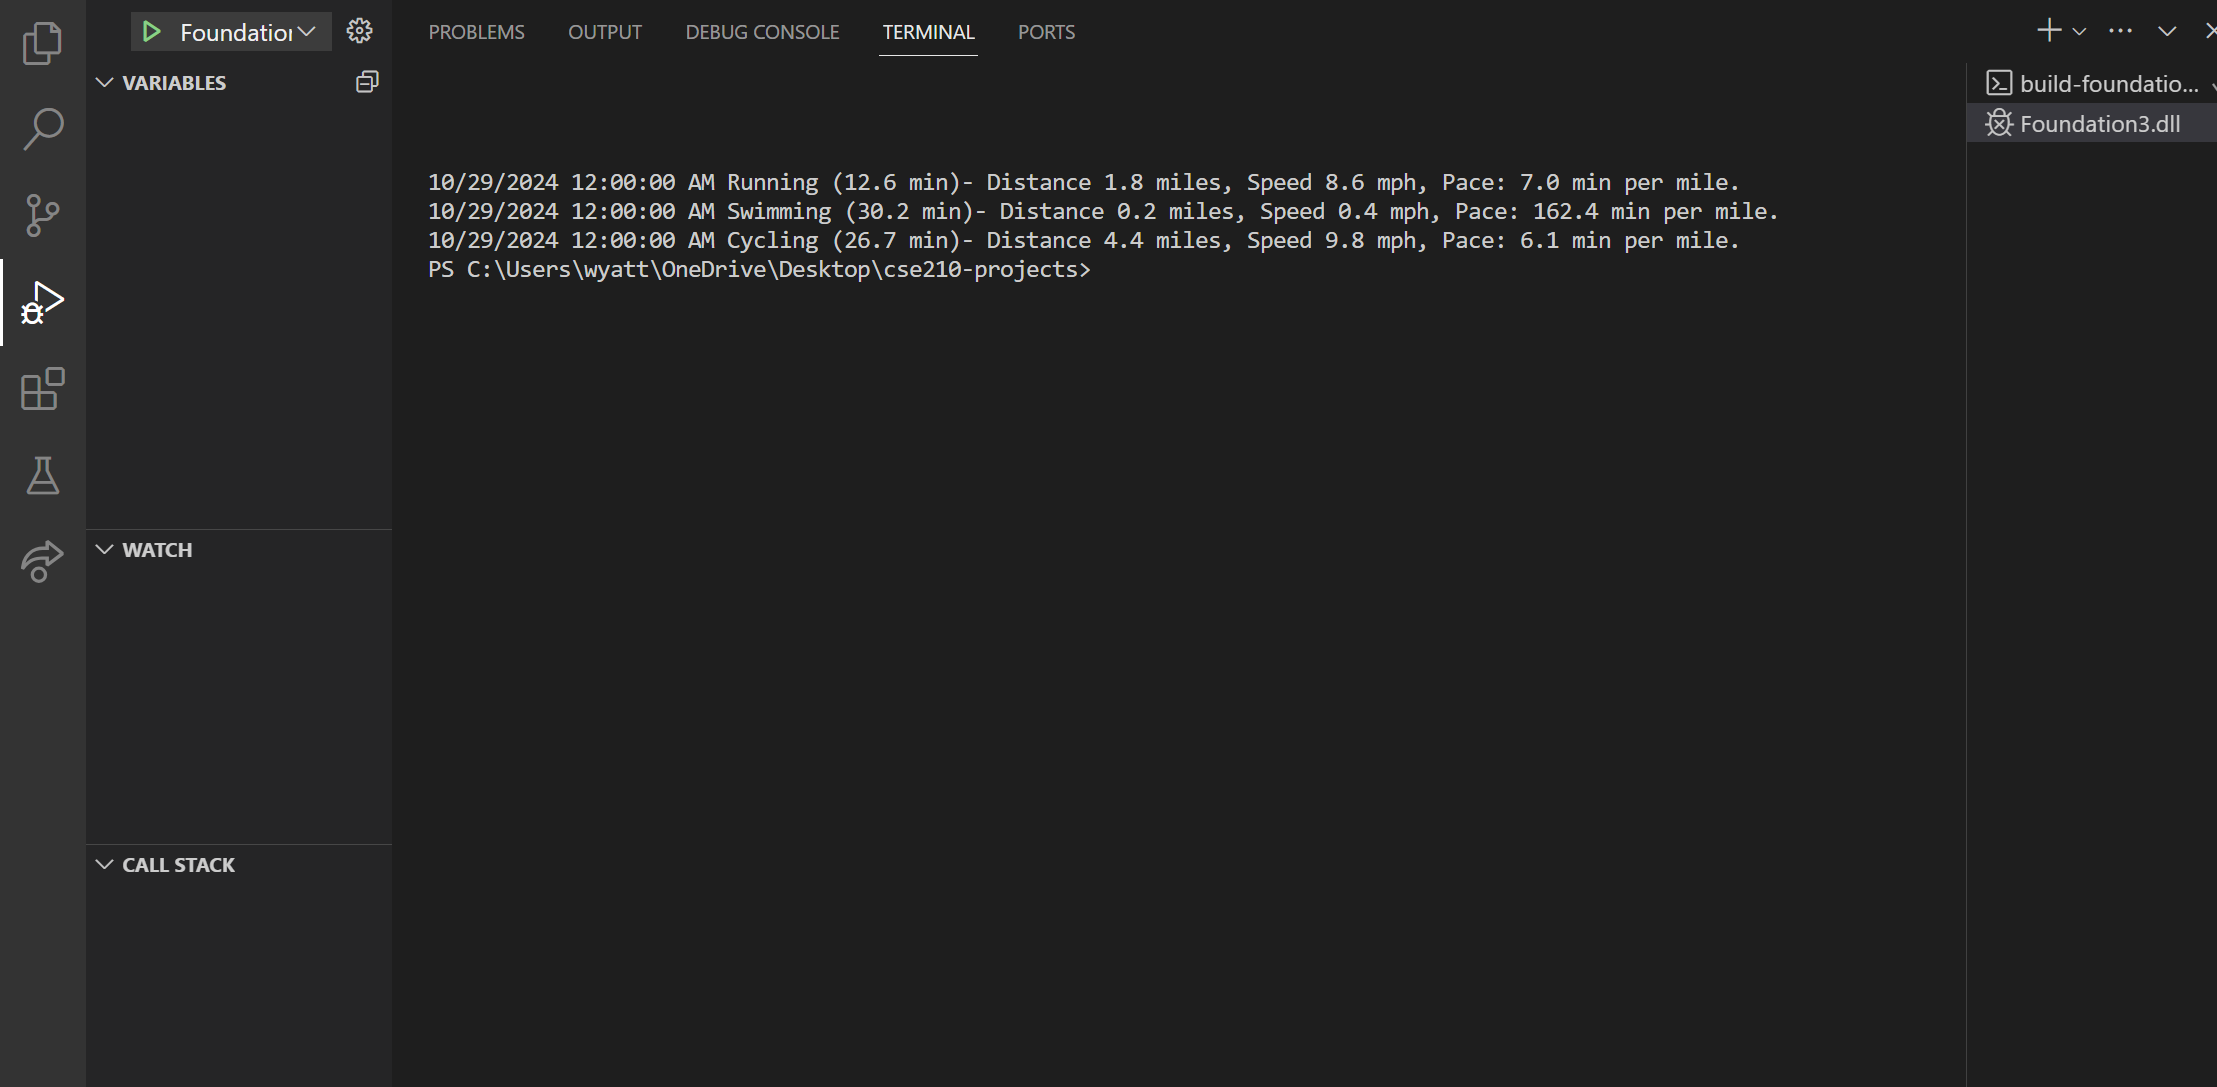 Foundation
PROBLEMS OUTPUT DEBUG CONSOLE TERMINAL PORTS
VARIABLES
build-foundatio...
Foundation3.dll
10/29/2024 12:00:00 AM Running (12.6 min)- Distance 1.8 miles, Speed 8.6 mph, Pace: 7.0 min per mile.
10/29/2024 12:00:00 AM Swimming (30.2 min)- Distance 0.2 miles, Speed 0.4 mph, Pace: 162.4 min per mile.
10/29/2024 12:00:00 AM Cycling (26.7 min)- Distance 4.4 miles, Speed 9.8 mph, Pace: 6.1 min per mile.
PS C:\Users\wyatt\OneDrive\Desktop\cse210-projects>
WATCH
CALL STACK